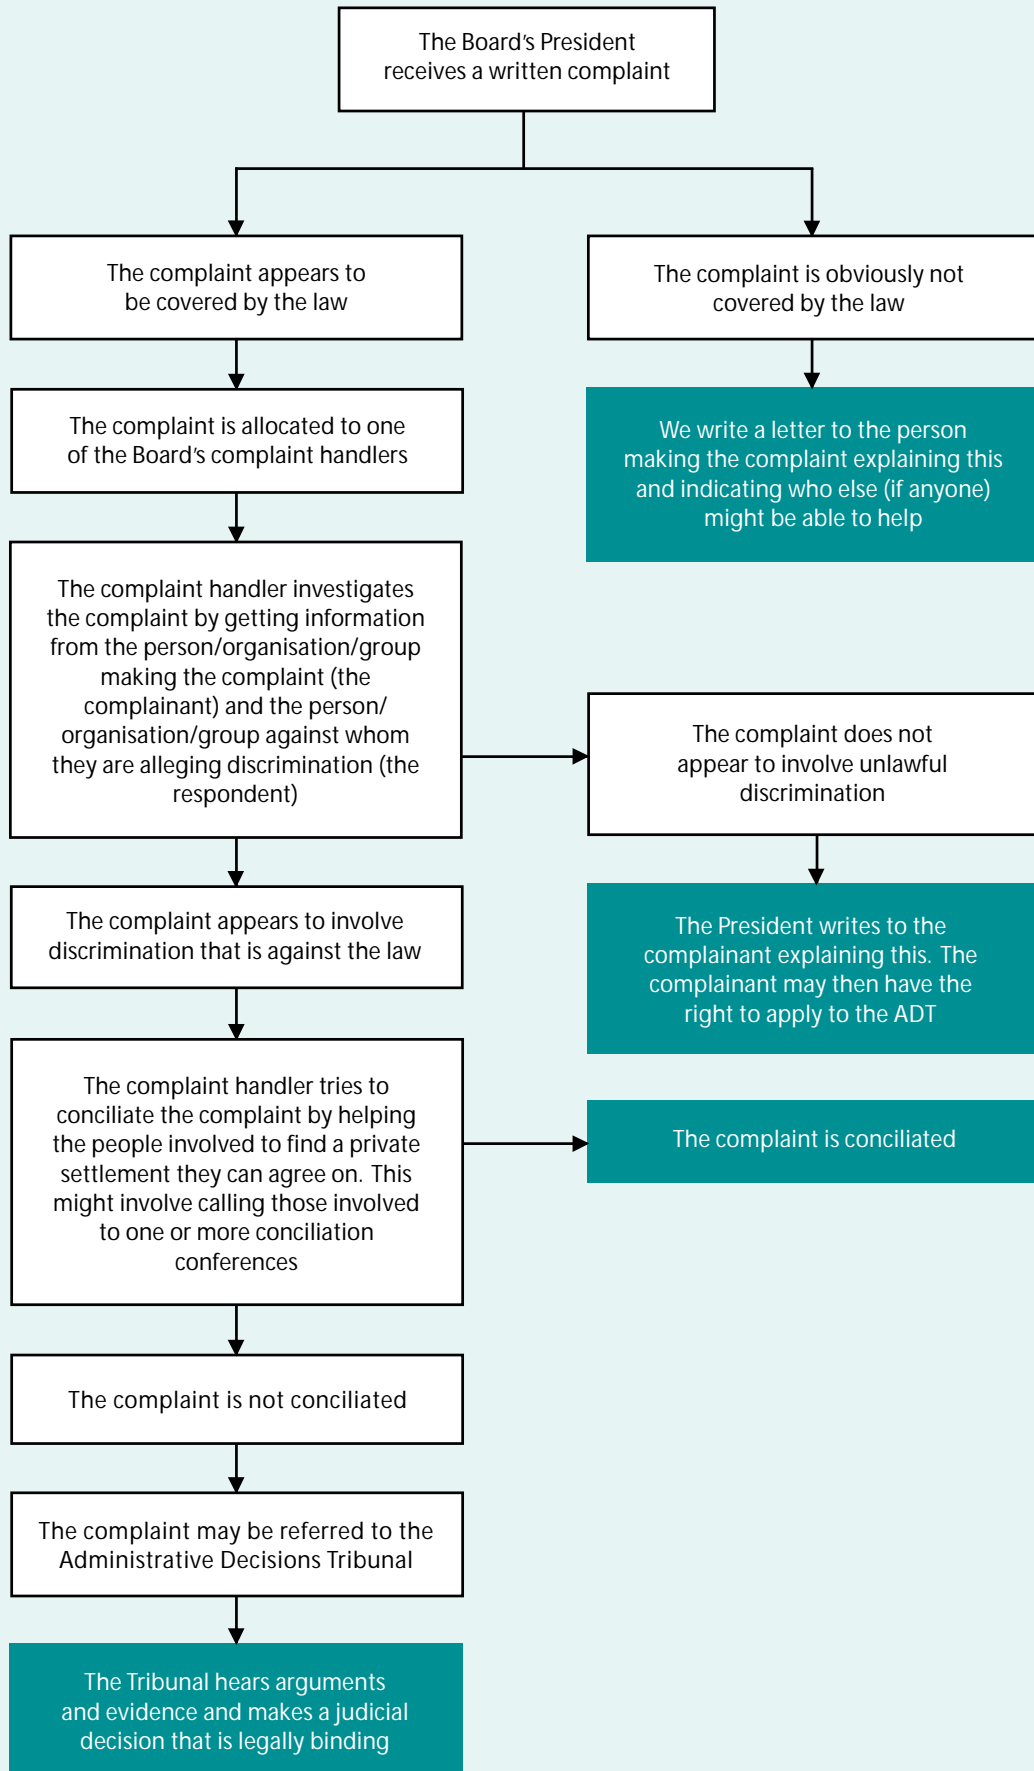 The Board's President
receives a written complaint
The complaint appears to
be covered by the law
The complaint is obviously not
covered by the law
The complaint is allocated to one
of the Board's complaint handlers
We write a letter to the person
making the complaint explaining this
and indicating who else (if anyone)
might be able to help
The complaint handler investigates
the complaint by getting information
from the person/organisation/group
making the complaint (the
complainant) and the person/
organisation/group against whom
they are alleging discrimination (the
respondent)
The complaint does not
appear to involve unlawful
discrimination
The complaint appears to involve
discrimination that is against the law
The President writes to the
complainant explaining this. The
complainant may then have the
right to apply to the ADT
The complaint handler tries to
conciliate the complaint by helping
the people involved to find a private
settlement they can agree on. This
might involve calling those involved
to one or more conciliation
conferences
The complaint is conciliated
The complaint is not conciliated
The complaint may be referred to the
Administrative Decisions Tribunal
The Tribunal hears arguments
and evidence and makes a judicial
decision that is legally binding